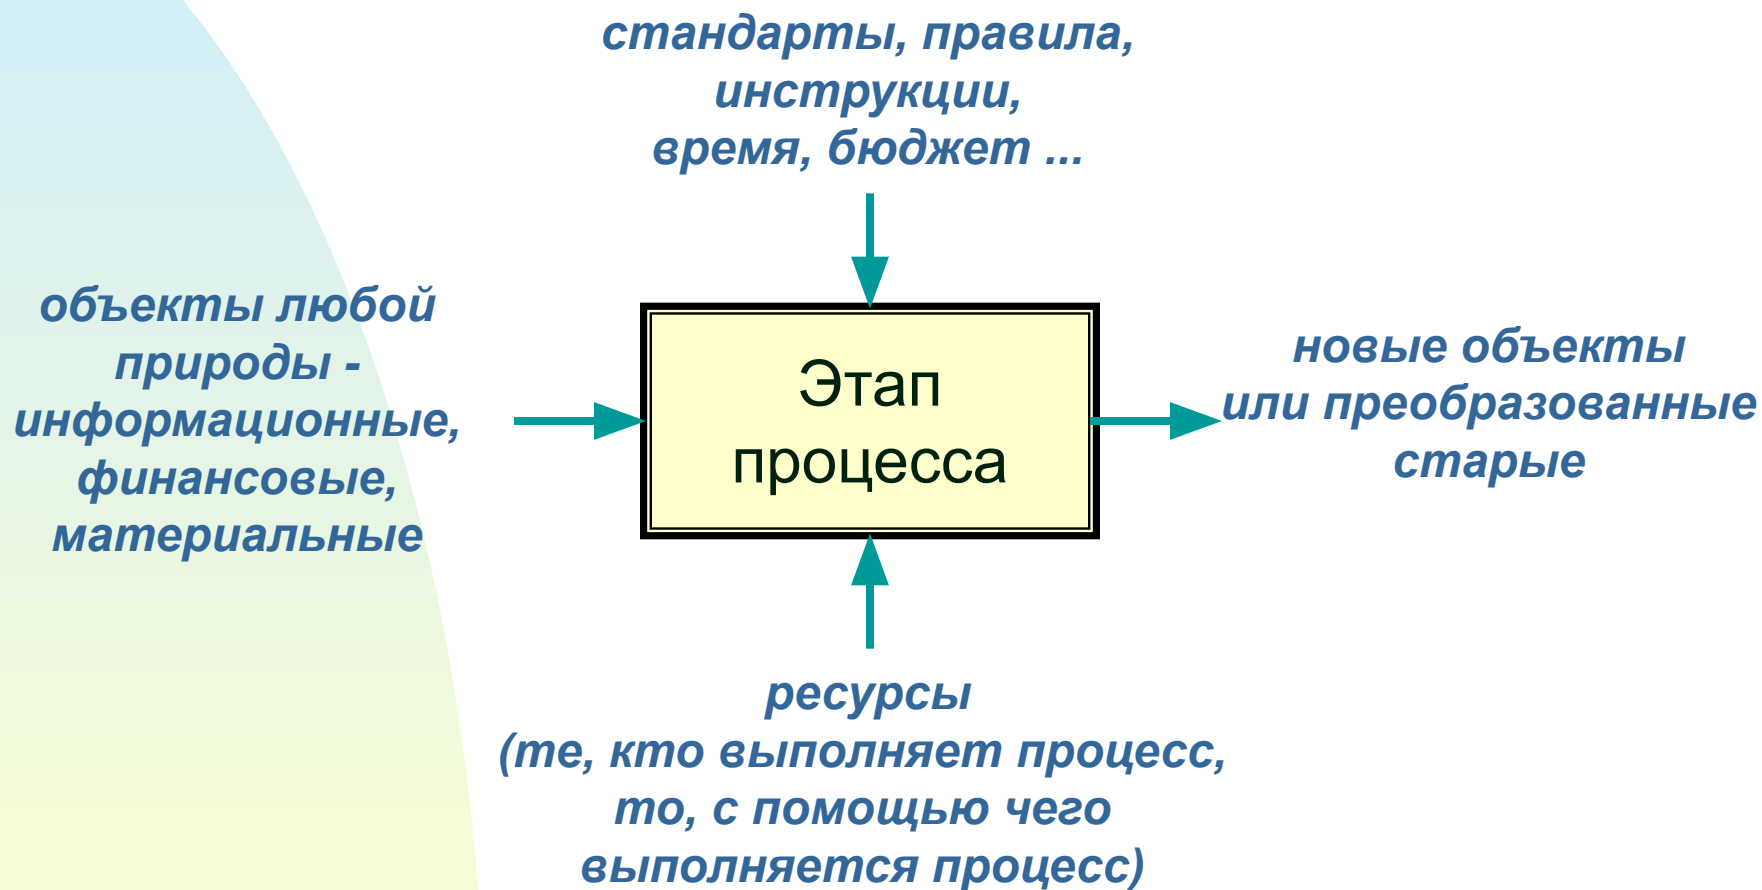 стандарты, правила,
инструкции,
время, бюджет ...
объекты любой
природы -
информационные,
финансовые,
материальные
Этап
процесса
новые объекты
или преобразованные
старые
ресурсы
(те, кто выполняет процесс,
то, с помощью чего
выполняется процесс)